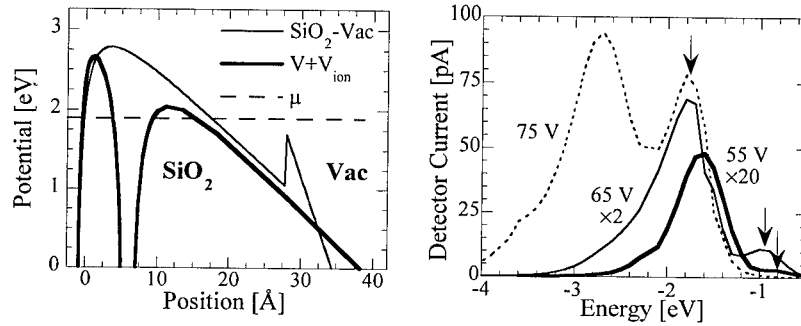 3
2
1
0
Potential [eV]
SiO2-Vac
V+Vion
μ
SiO2
Vac
0
10
20
30
40
Position [Å]
100
75
50
25
0
Detector Current [pA]
75 V
65 V
×2
55 V
×20
-4
-3
-2
-1
Energy [eV]